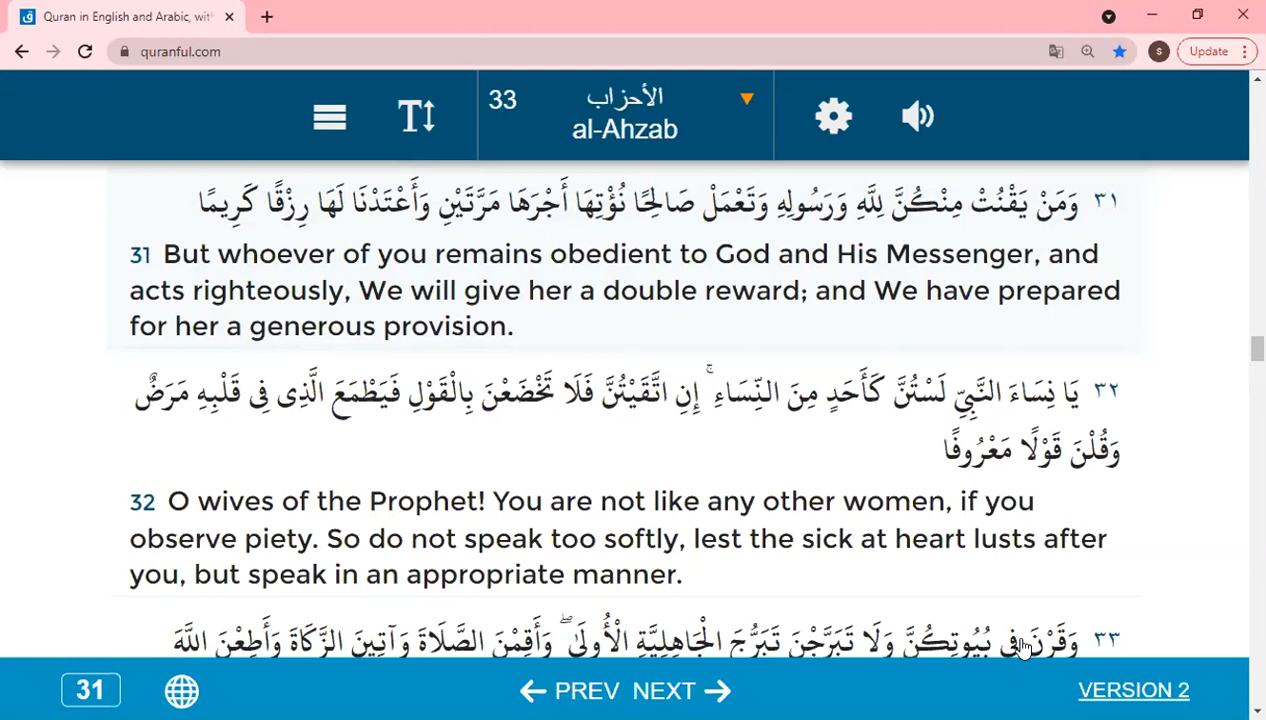 Quran in English and Arabic, wit
quranful.com
S
Update
T
33
الأحزاب
al-Ahzab
٣١ وَمَنْ يَقْنُتْ مِنْكُنَّ لِلَّهِ وَرَسُولِهِ وَتَعْمَلْ صَالِحًا نُؤْتِهَا أَجْرَهَا مَرَّتَيْنِ وَأَعْتَدْنَا لَهَا رِزْقًا كَرِيمًا
31 But whoever of you remains obedient to God and His Messenger, and
acts righteously, We will give her a double reward; and We have prepared
for her a generous provision.
٣٢ يَا نِسَاءَ النَّبِيِّ لَسْتُنَّ كَأَحَدٍ مِنَ النِّسَاءِ ۚ إِنِ اتَّقَيْتُنَّ فَلَا تَخْضَعْنَ بِالْقَوْلِ فَيَطْمَعَ الَّذِى فِى قَلْبِهِ مَرَضٌ
وَقُلْنَ قَوْلًا مَعْرُوفًا
32 O wives of the Prophet! You are not like any other women, if you
observe piety. So do not speak too softly, lest the sick at heart lusts after
you, but speak in an appropriate manner.
٣٣ وَقَرْنَ فِى بُيُوتِكُنَّ وَلَا تَبَرَّجْنَ تَبَرُّجَ الْجَاهِلِيَّةِ الْأُولَىٰ ۖ وَأَقِمْنَ الصَّلَاةَ وَآتِينَ الزَّكَاةَ وَأَطِعْنَ اللَّهَ
31
PREV NEXT
VERSION 2